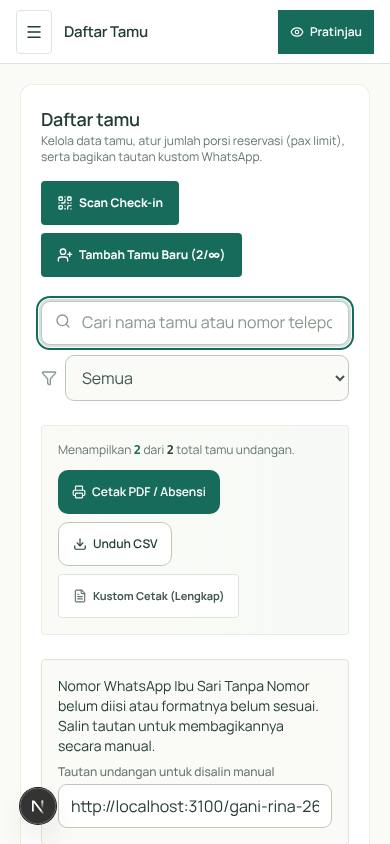 Daftar Tamu
Pratinjau
Daftar tamu
Kelola data tamu, atur jumlah porsi reservasi (pax limit),
serta bagikan tautan kustom WhatsApp.
Scan Check-in
Tambah Tamu Baru (2/∞)
Cari nama tamu atau nomor telepo
Semua
Menampilkan 2 dari 2 total tamu undangan.
Cetak PDF / Absensi
Unduh CSV
Kustom Cetak (Lengkap)
Nomor WhatsApp Ibu Sari Tanpa Nomor
belum diisi atau formatnya belum sesuai.
Salin tautan untuk membagikannya
secara manual.
Tautan undangan untuk disalin manual
N
http://localhost:3100/gani-rina-26